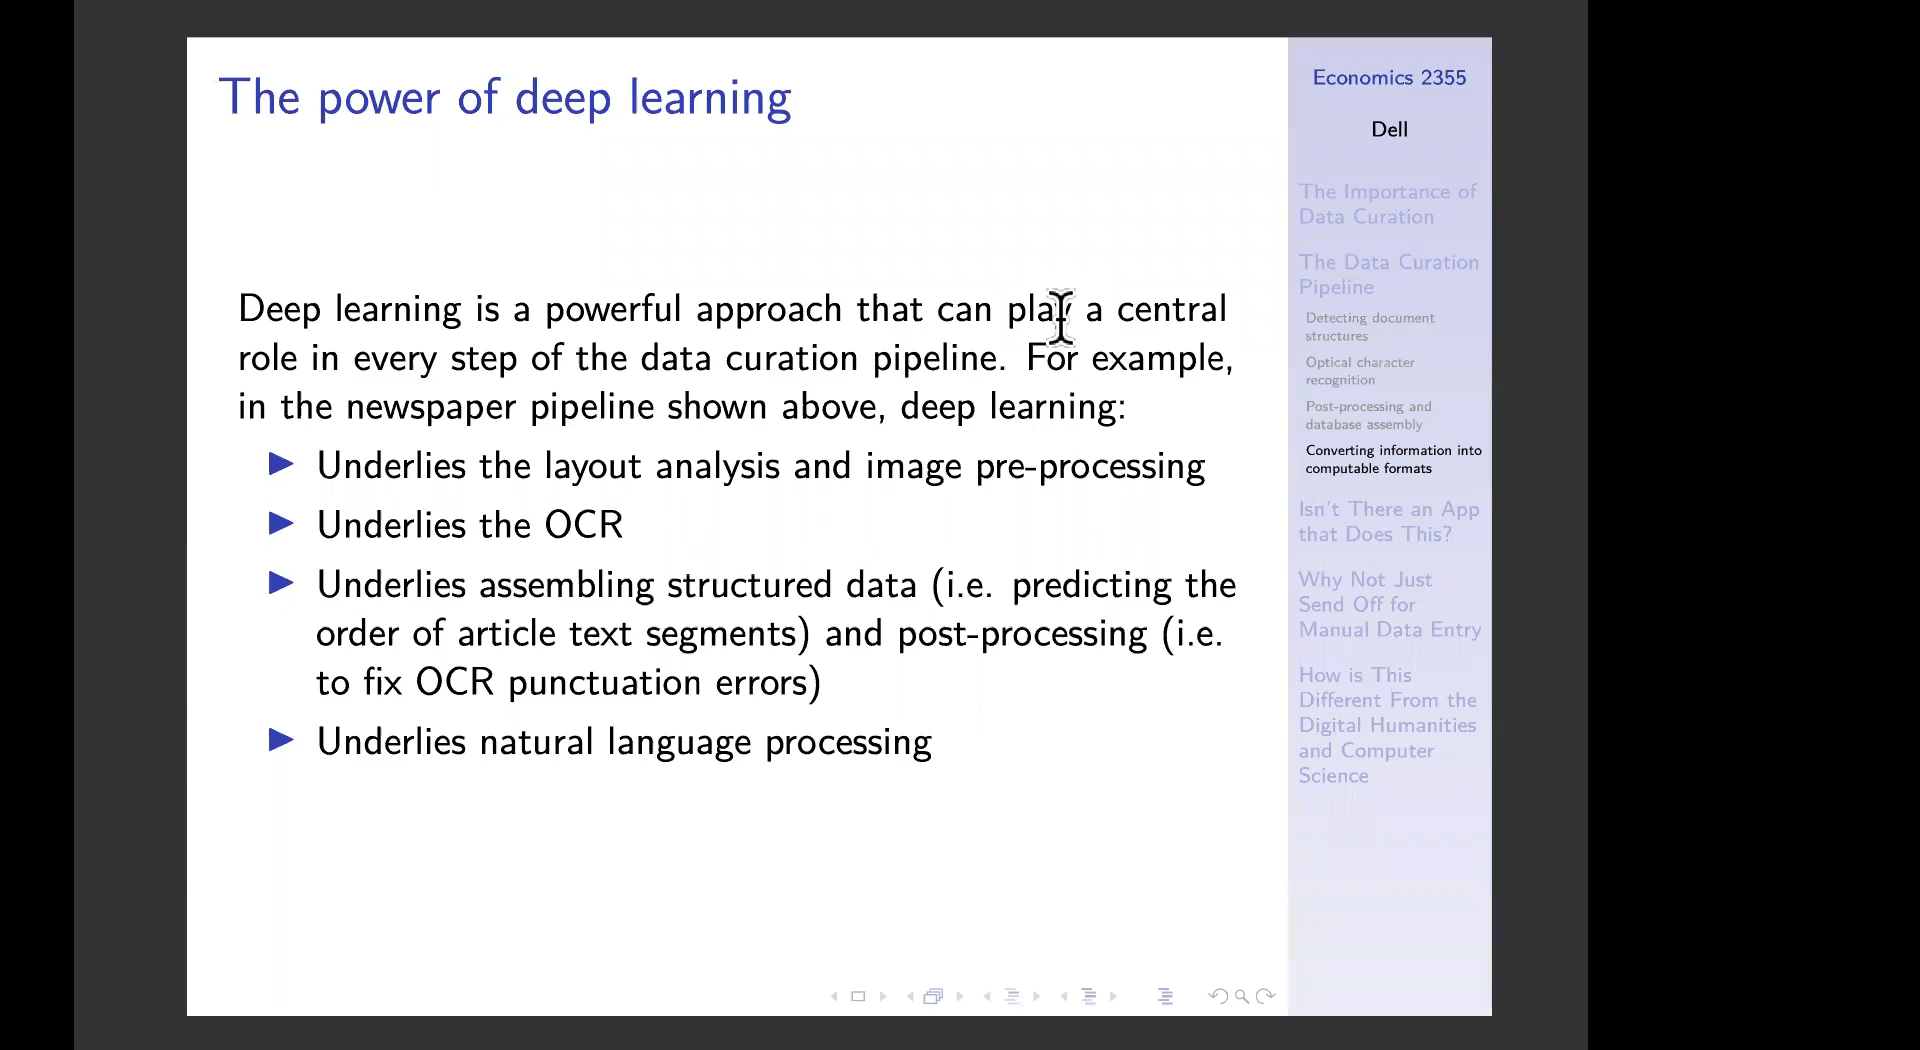 The power of deep learning
Deep learning is a powerful approach that can play a central
role in every step of the data curation pipeline. For example,
in the newspaper pipeline shown above, deep learning:
Underlies the layout analysis and image pre-processing
Underlies the OCR
Underlies assembling structured data (i.e. predicting the
order of article text segments) and post-processing (i.e.
to fix OCR punctuation errors)
Underlies natural language processing
Economics 2355
Dell
The Importance of
Data Curation
The Data Curation
Pipeline
Detecting document
structures
Optical character
recognition
Post-processing and
database assembly
Converting information into
computable formats
Isn't There an App
that Does This?
Why Not Just
Send Off for
Manual Data Entry
How is This
Different From the
Digital Humanities
and Computer
Science